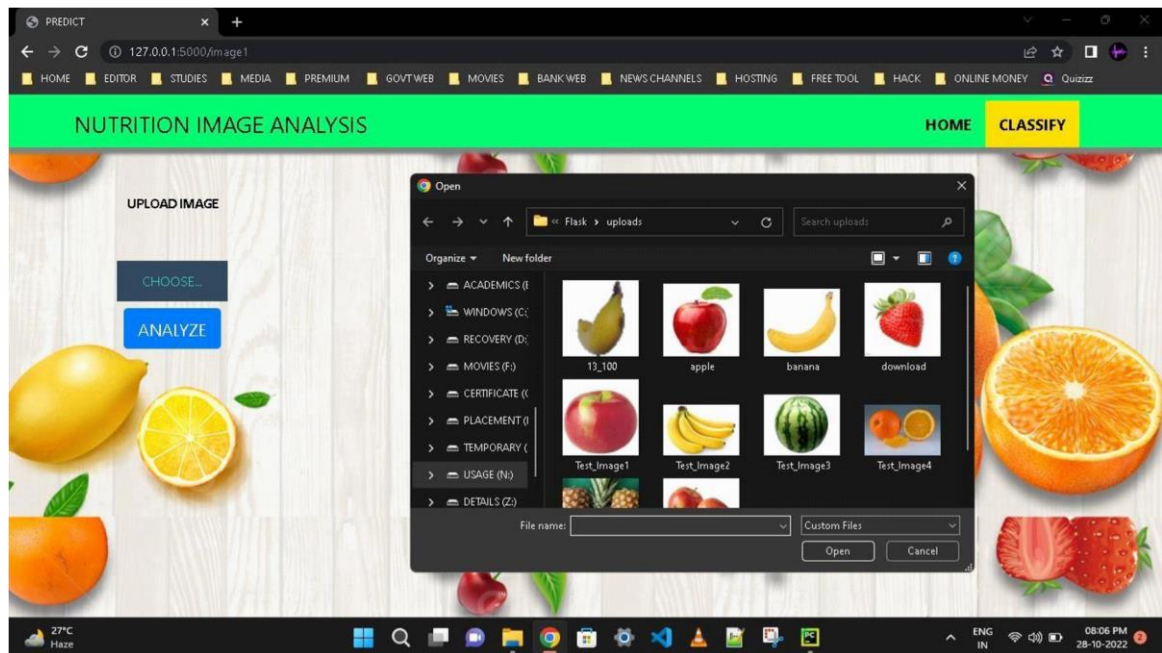 PREDICT
127.0.0.1:5000/image1
HOME EDITOR STUDIES MEDIA PREMIUM GOVT WEB MOVIES BANK WEB NEWS CHANNELS HOSTING FREE TOOL HACK ONLINE MONEY Quizizz
NUTRITION IMAGE ANALYSIS HOME CLASSIFY
UPLOAD IMAGE
CHOOSE...
ANALYZE
Open
« Flask › uploads Search uploads
Organize New folder
ACADEMICS (E
WINDOWS (C:)
RECOVERY (D:)
MOVIES (F:)
CERTIFICATE (
PLACEMENT (
TEMPORARY (
USAGE (N:)
DETAILS (Z:)
13_100 apple banana download
Test_Image1 Test_Image2 Test_Image3 Test_Image4
File name: Custom Files
Open Cancel
27°C
Haze
ENG
IN
08:06 PM
28-10-2022
2